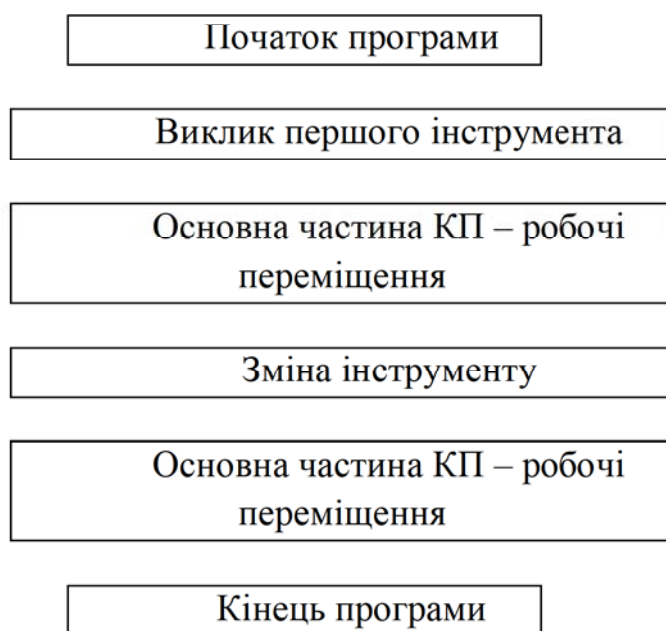 Початок програми
Виклик першого інструмента
Основна частина КП – робочі
переміщення
Зміна інструменту
Основна частина КП – робочі
переміщення
Кінець програми